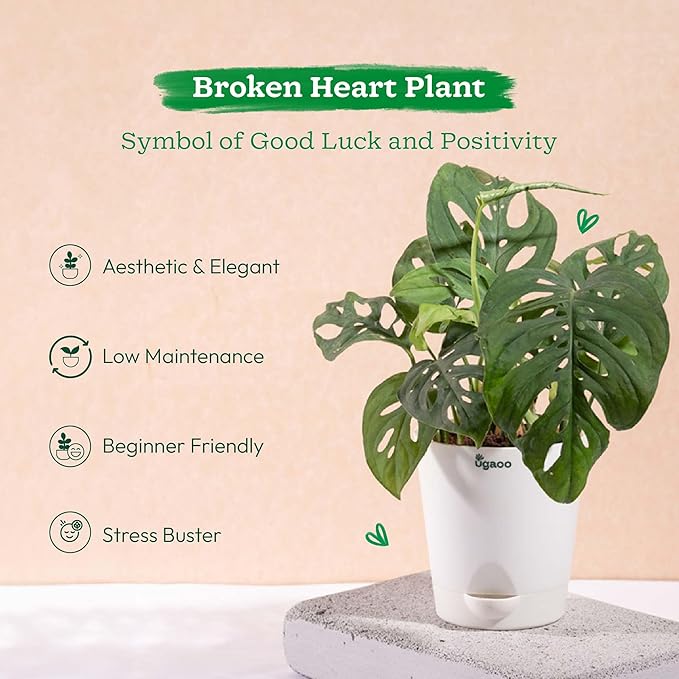 Broken Heart Plant
Symbol of Good Luck and Positivity
Aesthetic & Elegant
Low Maintenance
Beginner Friendly
Stress Buster
ugaoo